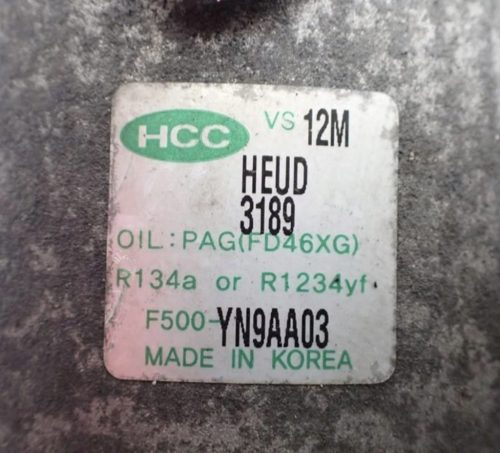 HCC VS 12M
HEUD
3189
OIL: PAG(FD46XG)
R134a or R1234yf
F500-YN9AA03
MADE IN KOREA